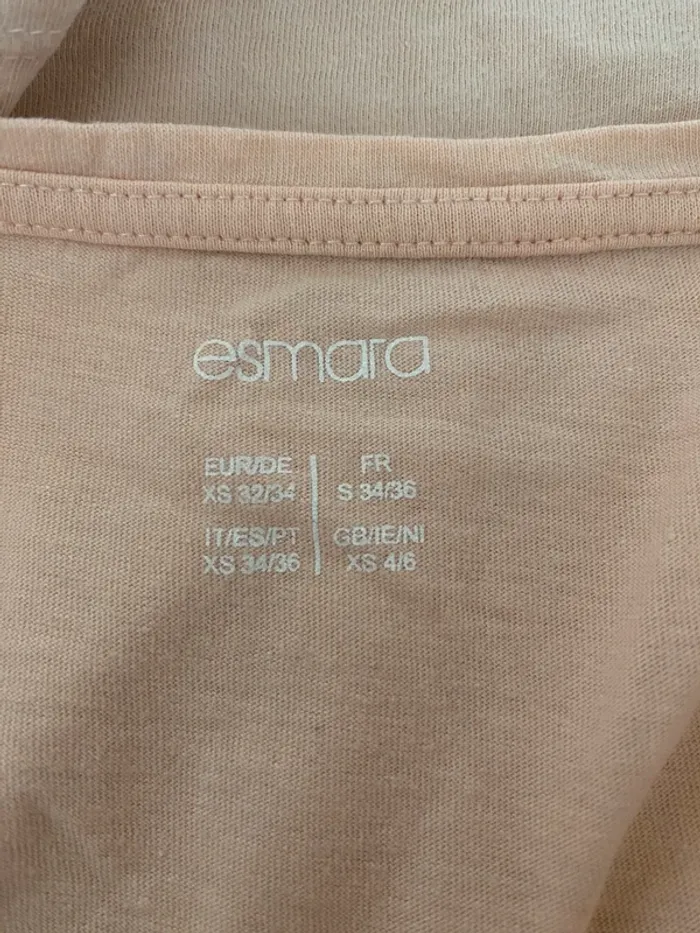 esmara
EUR/DE
XS 32/34
FR
S 34/36
IT/ES/PT
XS 34/36
GB/IE/NI
XS 4/6